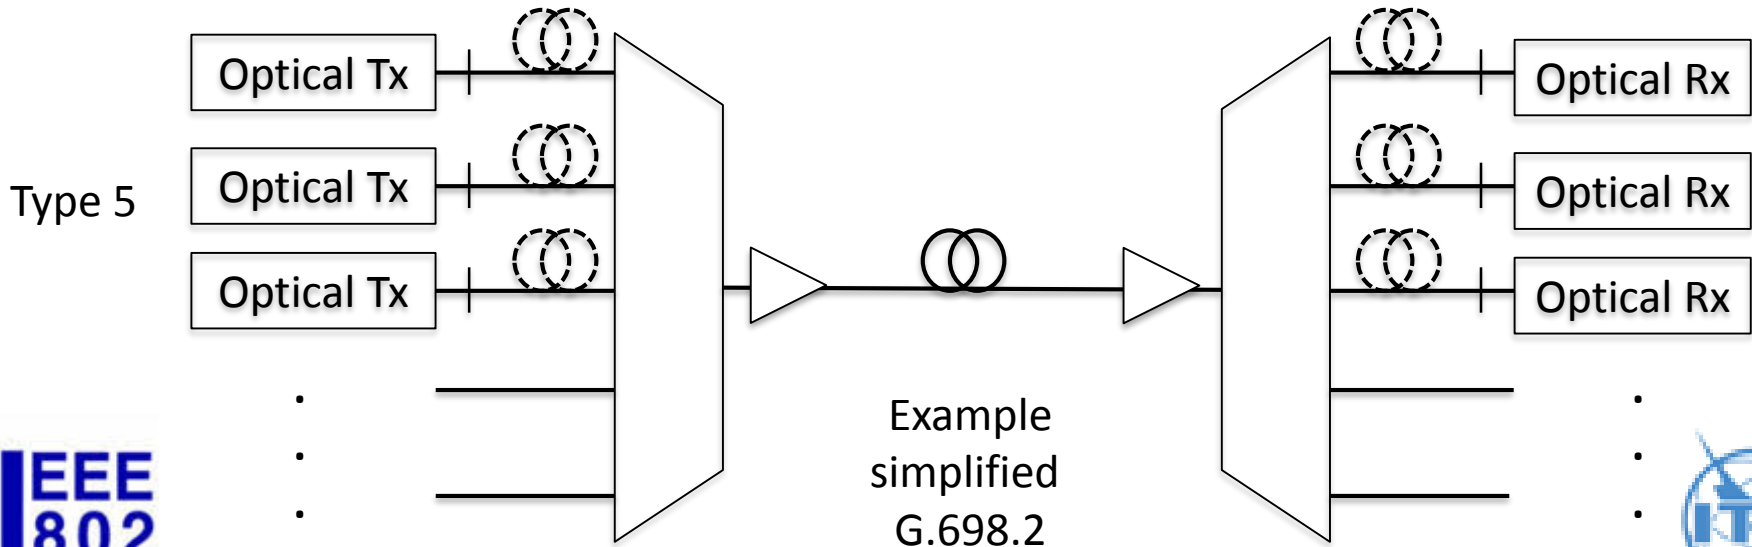 Optical Tx
Optical Rx
Optical Tx
Optical Rx
Type 5
Optical Tx
Optical Rx
.
.
Example
simplified
G.698.2
.
.
.
.
IEEE
802